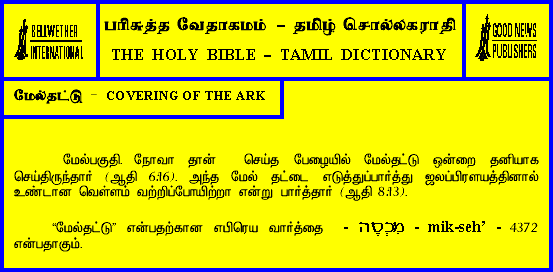 BELLWETHER
INTERNATIONAL
பரிசுத்த வேதாகமம் – தமிழ் சொல்லகராதி
THE HOLY BIBLE – TAMIL DICTIONARY
GOOD NEWS
PUBLISHERS
மேல்தட்டு – COVERING OF THE ARK
மேல்பகுதி. நோவா தான் செய்த பேழையில் மேல்தட்டு ஒன்றை தனியாக
செய்திருந்தார் (ஆதி 6:16). அந்த மேல் தட்டை எடுத்துப்பார்த்து ஜலப்பிரளயத்தினால்
உண்டான வெள்ளம் வற்றிப்போயிற்றா என்று பார்த்தார் (ஆதி 8:13).
“மேல்தட்டு” என்பதற்கான எபிரெய வார்த்தை - מִכְסֶה - mik-seh’ - 4372
என்பதாகும்.